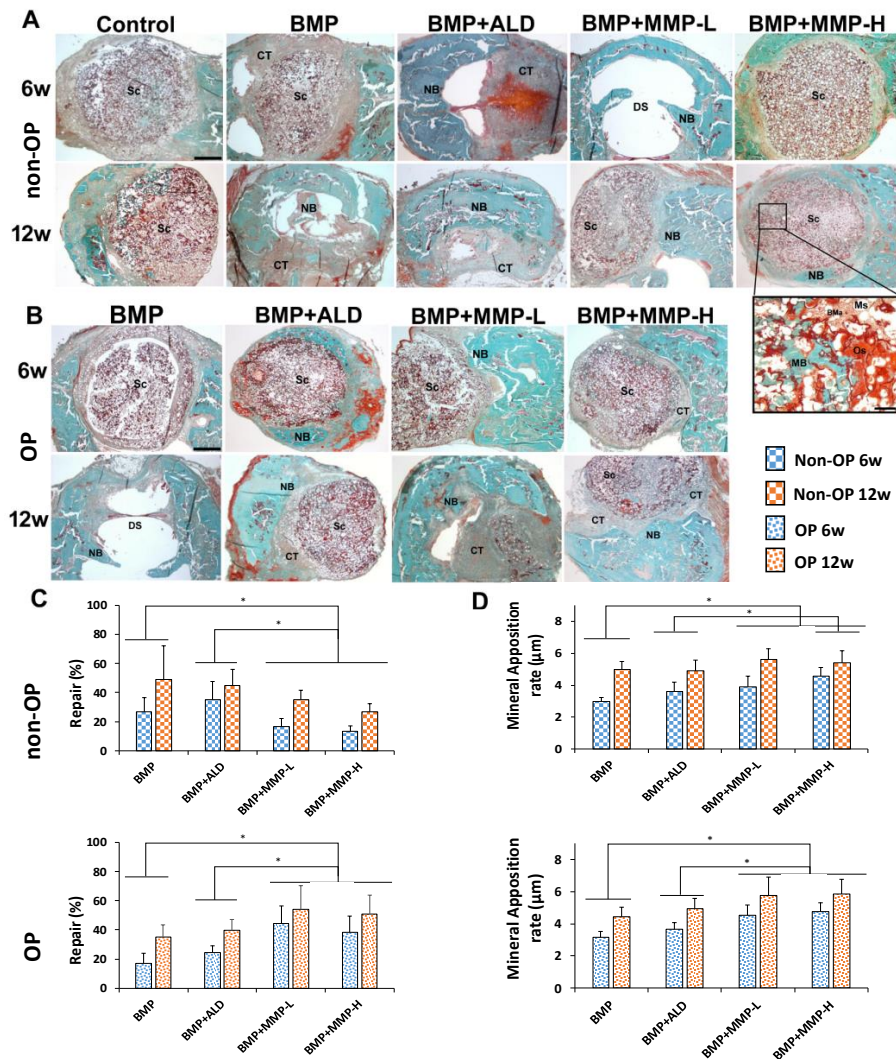 A
Control BMP BMP+ALD BMP+MMP-L BMP+MMP-H
non-OP
6w
Sc
CT
Sc
NB
CT
DS
NB
Sc
12w
Sc
NB
CT
NB
CT
Sc
NB
Sc
NB
Ms
BMa
Os
MB
B
BMP BMP+ALD BMP+MMP-L BMP+MMP-H
OP
6w
Sc
Sc
NB
NB
Sc
Sc
CT
12w
DS
NB
NB
Sc
CT
NB
CT
Sc
CT
NB
Non-OP 6w
Non-OP 12w
OP 6w
OP 12w
C
non-OP
Repair (%)
100
80
60
40
20
0
*
*
BMP
BMP+ALD
BMP+MMP-L
BMP+MMP-H
D
Mineral Apposition
rate (µm)
8
6
4
2
0
*
*
BMP
BMP+ALD
BMP+MMP-L
BMP+MMP-H
OP
Repair (%)
100
80
60
40
20
0
*
*
BMP
BMP+ALD
BMP+MMP-L
BMP+MMP-H
Mineral Apposition
rate (µm)
8
6
4
2
0
*
*
BMP
BMP+ALD
BMP+MMP-L
BMP+MMP-H